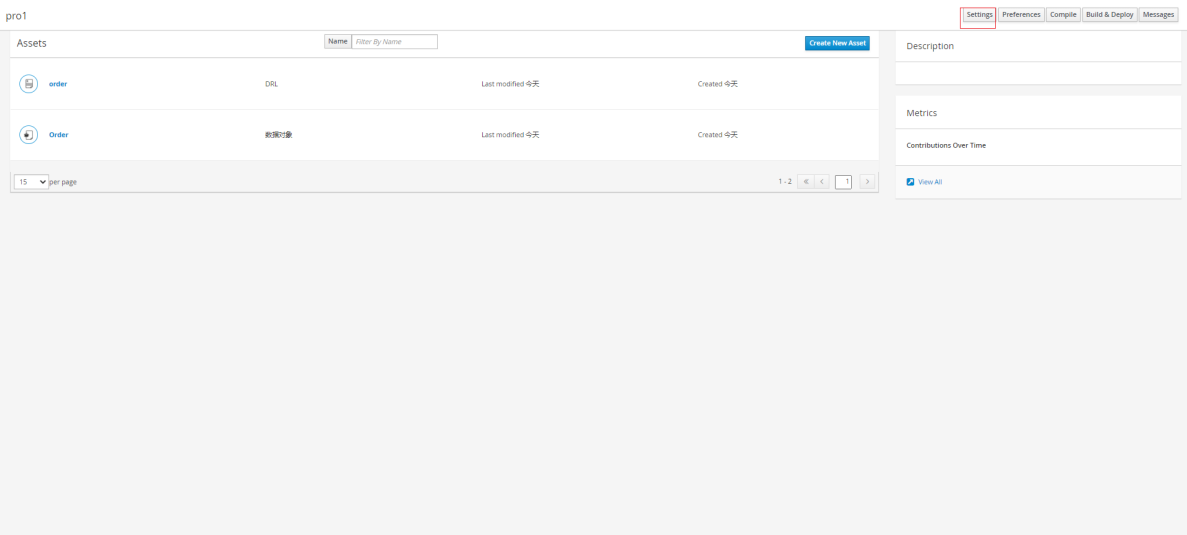 pro1
Settings Preferences Compile Build & Deploy Messages
Assets Name Filter By Name Create New Asset
order DRL Last modified 今天 Created 今天
Order 数据对象 Last modified 今天 Created 今天
15 per page 1 - 2 1
Description
Metrics
Contributions Over Time
View All